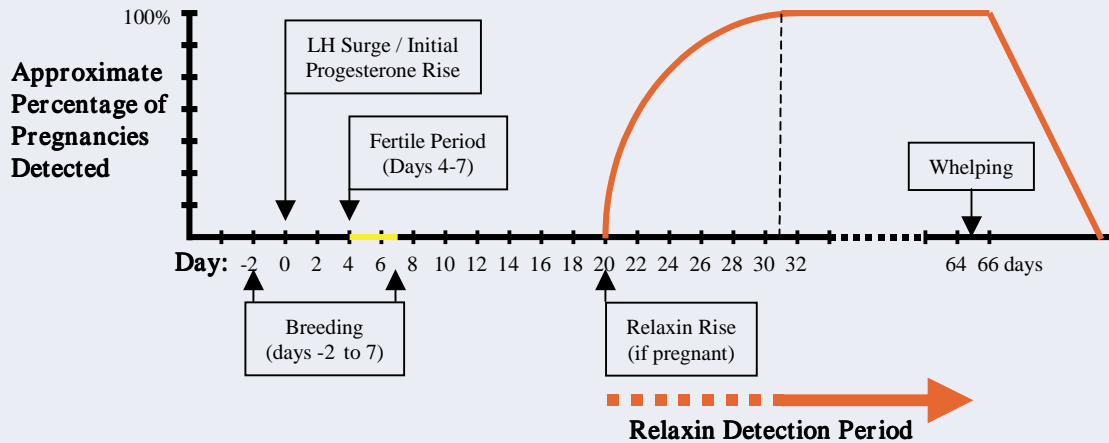 100%
Approximate
Percentage of
Pregnancies
Detected
LH Surge / Initial
Progesterone Rise
Fertile Period
(Days 4-7)
Whelping
Day: -2 0 2 4 6 8 10 12 14 16 18 20 22 24 26 28 30 32 64 66 days
Breeding
(days -2 to 7)
Relaxin Rise
(if pregnant)
Relaxin Detection Period